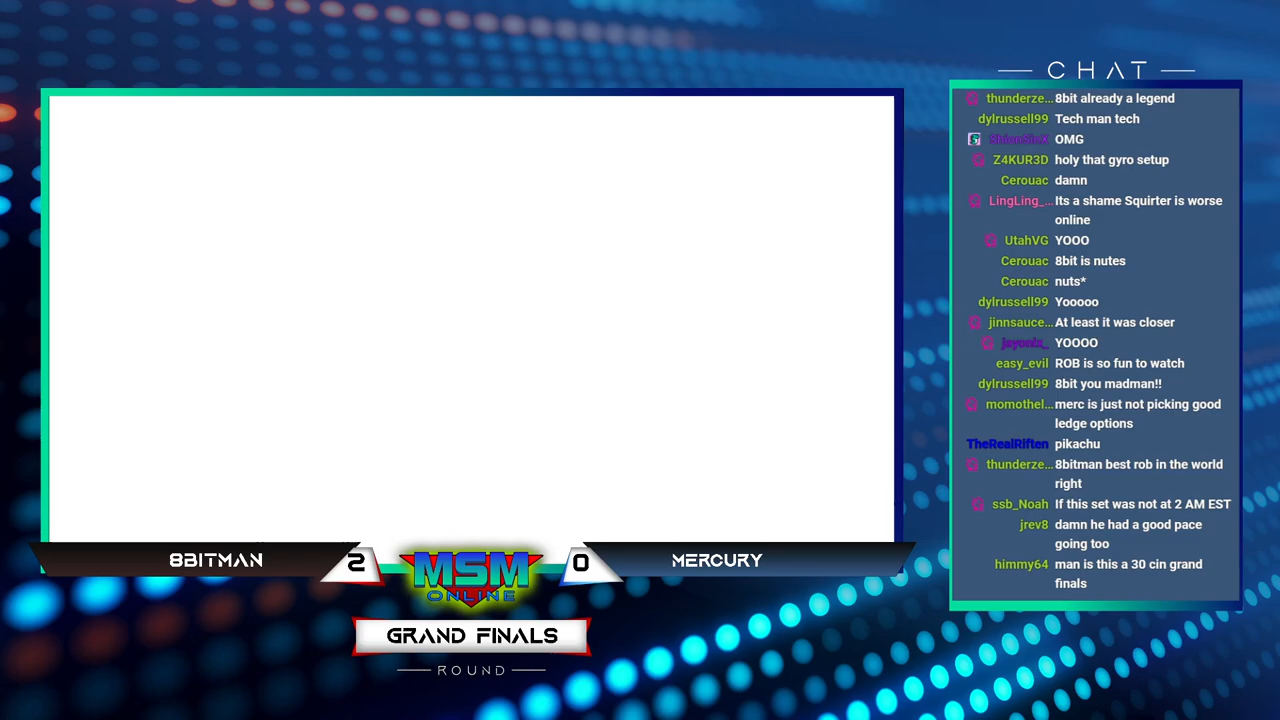 CHAT
thunderze... 8bit already a legend
dylrussell99 Tech man tech
ShionSinX OMG
Z4KUR3D holy that gyro setup
Cerouac damn
LingLing_... Its a shame Squirter is worse
online
UtahVG YOOO
Cerouac 8bit is nutes
Cerouac nuts*
dylrussell99 Yooooo
jinnsauce... At least it was closer
jayonix_ YOOOO
easy_evil ROB is so fun to watch
dylrussell99 8bit you madman!!
momothel... merc is just not picking good
ledge options
TheRealRiften pikachu
thunderze... 8bitman best rob in the world
right
ssb_Noah If this set was not at 2 AM EST
jrev8 damn he had a good pace
going too
himmy64 man is this a 30 cin grand
finals
8BITMAN 2 MSM 0 MERCURY
ONLINE
GRAND FINALS
ROUND